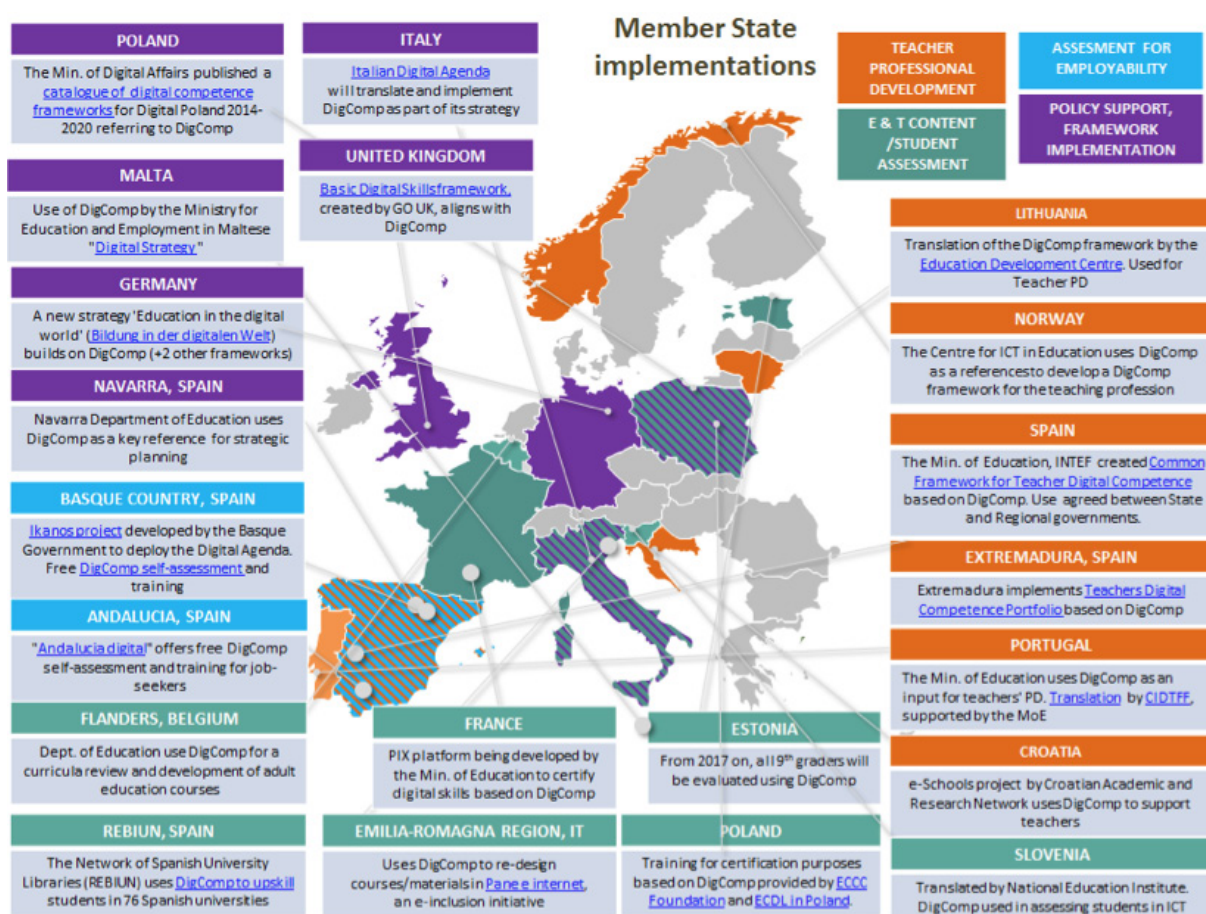 Member State
implementations
TEACHER
PROFESSIONAL
DEVELOPMENT
ASSESMENT FOR
EMPLOYABILITY
E & T CONTENT
/STUDENT
ASSESSMENT
POLICY SUPPORT,
FRAMEWORK
IMPLEMENTATION
POLAND
The Min. of Digital Affairs published a
catalogue of digital competence
frameworks for Digital Poland 2014-
2020 referring to DigComp
ITALY
Italian Digital Agenda
will translate and implement
DigComp as part of its strategy
UNITED KINGDOM
Basic Digital Skills framework,
created by GO UK, aligns with
DigComp
MALTA
Use of DigComp by the Ministry for
Education and Employment in Maltese
"Digital Strategy "
GERMANY
A new strategy 'Education in the digital
world' (Bildung in der digitalen Welt)
builds on DigComp (+2 other frameworks)
NAVARRA, SPAIN
Navarra Department of Education uses
DigComp as a key reference for strategic
planning
BASQUE COUNTRY, SPAIN
Ikanos project developed by the Basque
Government to deploy the Digital Agenda.
Free DigComp self-assessment and
training
ANDALUCIA, SPAIN
"Andalucia digital" offers free DigComp
self-assessment and training for job-
seekers
FLANDERS, BELGIUM
Dept. of Education use DigComp for a
curricula review and development of adult
education courses
REBIUN, SPAIN
The Network of Spanish University
Libraries (REBIUN) uses DigComp to upskill
students in 76 Spanish universities
FRANCE
PIX platform being developed by
the Min. of Education to certify
digital skills based on DigComp
EMILIA-ROMAGNA REGION, IT
Uses DigComp to re-design
courses/materials in Pane e internet,
an e-inclusion initiative
ESTONIA
From 2017 on, all 9th graders will
be evaluated using DigComp
POLAND
Training for certification purposes
based on DigComp provided by ECCC
Foundation and ECDL in Poland.
LITHUANIA
Translation of the DigComp framework by the
Education Development Centre. Used for
Teacher PD
NORWAY
The Centre for ICT in Education uses DigComp
as a references to develop a DigComp
framework for the teaching profession
SPAIN
The Min. of Education, INTEF created Common
Framework for Teacher Digital Competence
based on DigComp. Use agreed between State
and Regional governments.
EXTREMADURA, SPAIN
Extremadura implements Teachers Digital
Competence Portfolio based on DigComp
PORTUGAL
The Min. of Education uses DigComp as an
input for teachers' PD. Translation by CIDTFF,
supported by the MoE
CROATIA
e-Schools project by Croatian Academic and
Research Network uses DigComp to support
teachers
SLOVENIA
Translated by National Education Institute.
DigComp used in assessing students in ICT